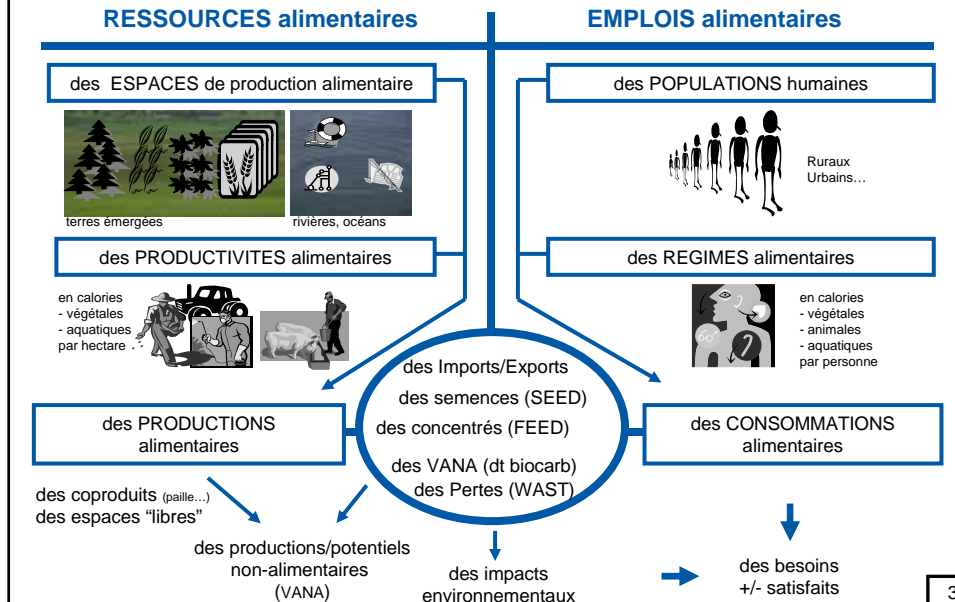 RESSOURCES alimentaires
EMPLOIS alimentaires
des  ESPACES de production alimentaire
des POPULATIONS humaines
Ruraux
Urbains…
terres émergées
rivières, océans
des PRODUCTIVITES alimentaires
des REGIMES alimentaires
en calories
- végétales
- aquatiques
par hectare
en calories
- végétales
- animales
- aquatiques
par personne
des Imports/Exports
des semences (SEED)
des concentrés (FEED)
des VANA (dt biocarb)
des Pertes (WAST)
des PRODUCTIONS
alimentaires
des CONSOMMATIONS
alimentaires
des coproduits (paille…)
des espaces “libres”
des productions/potentiels
non-alimentaires
(VANA)
des impacts
environnementaux
des besoins
+/- satisfaits
3